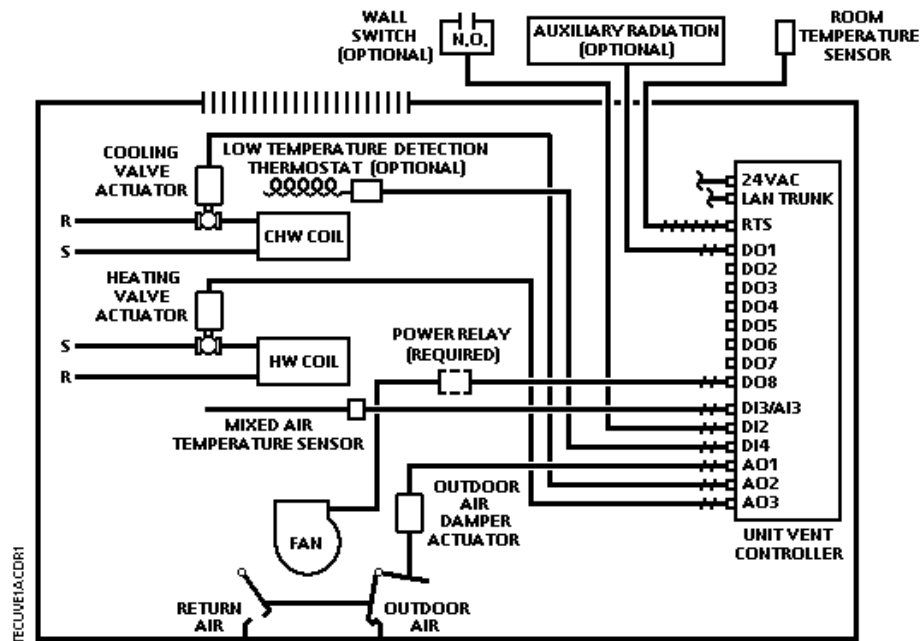 WALL
SWITCH
(OPTIONAL)
N.O.
AUXILIARY RADIATION
(OPTIONAL)
ROOM
TEMPERATURE
SENSOR
COOLING
VALVE
ACTUATOR
LOW TEMPERATURE DETECTION
THERMOSTAT (OPTIONAL)
R
S
CHW COIL
HEATING
VALVE
ACTUATOR
S
R
HW COIL
POWER RELAY
(REQUIRED)
MIXED AIR
TEMPERATURE SENSOR
OUTDOOR
AIR
DAMPER
ACTUATOR
FAN
RETURN
AIR
OUTDOOR
AIR
24 VAC
LAN TRUNK
RTS
DO1
DO2
DO3
DO4
DO5
DO6
DO7
DO8
DI3/AI3
DI2
DI4
AO1
AO2
AO3
UNIT VENT
CONTROLLER
TECUVE1ACDR1